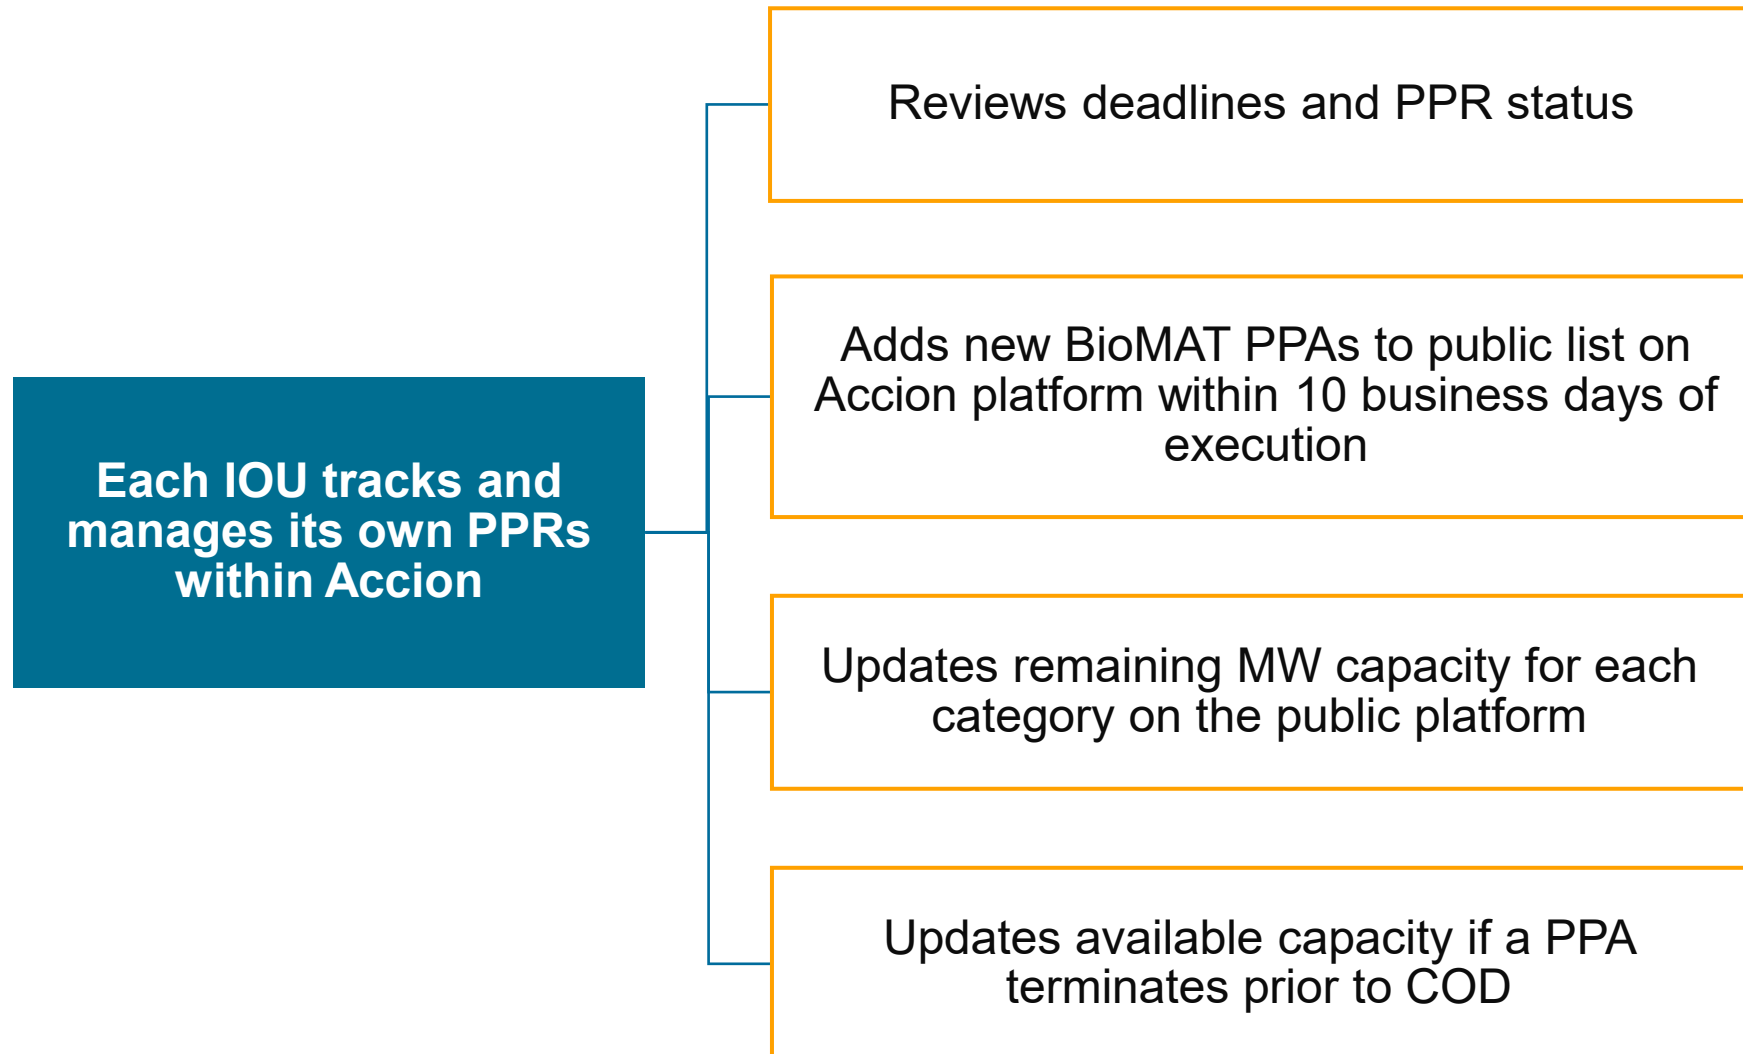 Each IOU tracks and
manages its own PPRs
within Accion
Reviews deadlines and PPR status
Adds new BioMAT PPAs to public list on
Accion platform within 10 business days of
execution
Updates remaining MW capacity for each
category on the public platform
Updates available capacity if a PPA
terminates prior to COD